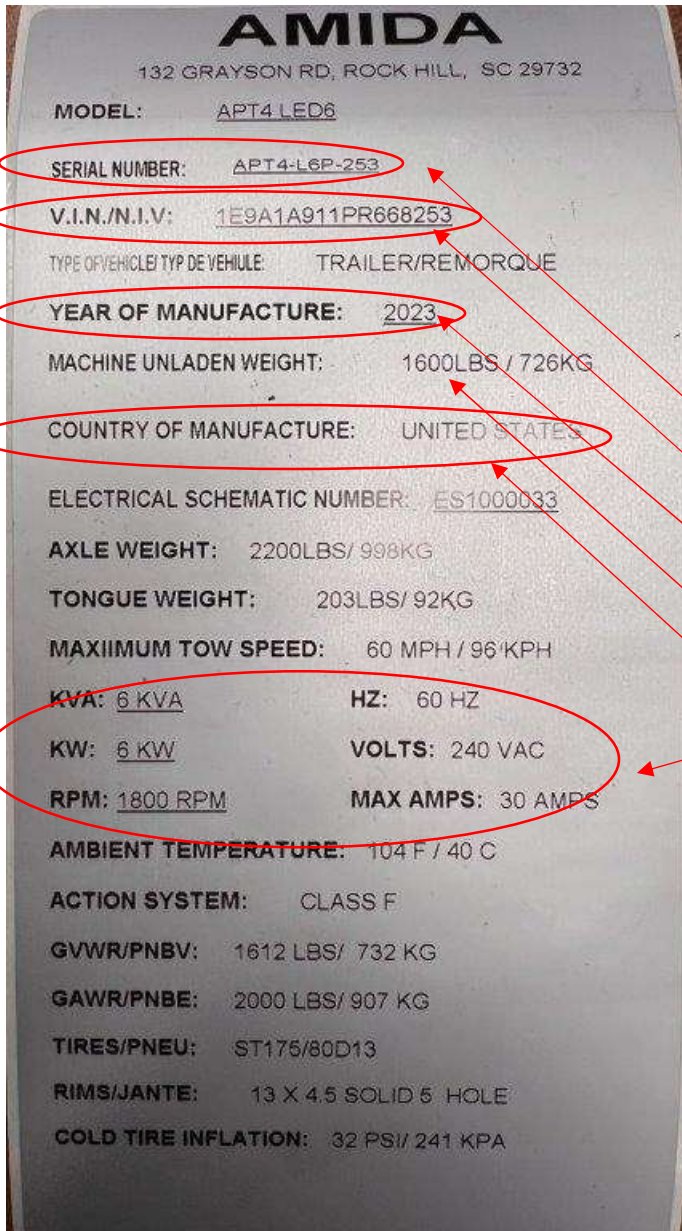 AMIDA
132 GRAYSON RD, ROCK HILL, SC 29732
MODEL: APT4 LED6
SERIAL NUMBER: APT4-L6P-253
V.I.N./N.I.V: 1E9A1A911PR668253
TYPE OFVEHICLE/ TYP DE VEHIULE: TRAILER/REMORQUE
YEAR OF MANUFACTURE: 2023
MACHINE UNLADEN WEIGHT: 1600LBS / 726KG
COUNTRY OF MANUFACTURE: UNITED STATES
ELECTRICAL SCHEMATIC NUMBER: ES1000033
AXLE WEIGHT: 2200LBS/ 998KG
TONGUE WEIGHT: 203LBS/ 92KG
MAXIIMUM TOW SPEED: 60 MPH / 96 KPH
KVA: 6 KVA HZ: 60 HZ
KW: 6 KW VOLTS: 240 VAC
RPM: 1800 RPM MAX AMPS: 30 AMPS
AMBIENT TEMPERATURE: 104 F / 40 C
ACTION SYSTEM: CLASS F
GVWR/PNBV: 1612 LBS/ 732 KG
GAWR/PNBE: 2000 LBS/ 907 KG
TIRES/PNEU: ST175/80D13
RIMS/JANTE: 13 X 4.5 SOLID 5 HOLE
COLD TIRE INFLATION: 32 PSI/ 241 KPA